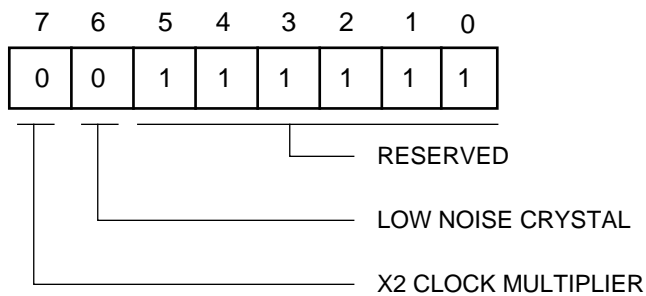 7 6 5 4 3 2 1 0
0 0 1 1 1 1 1 1
RESERVED
LOW NOISE CRYSTAL
X2 CLOCK MULTIPLIER